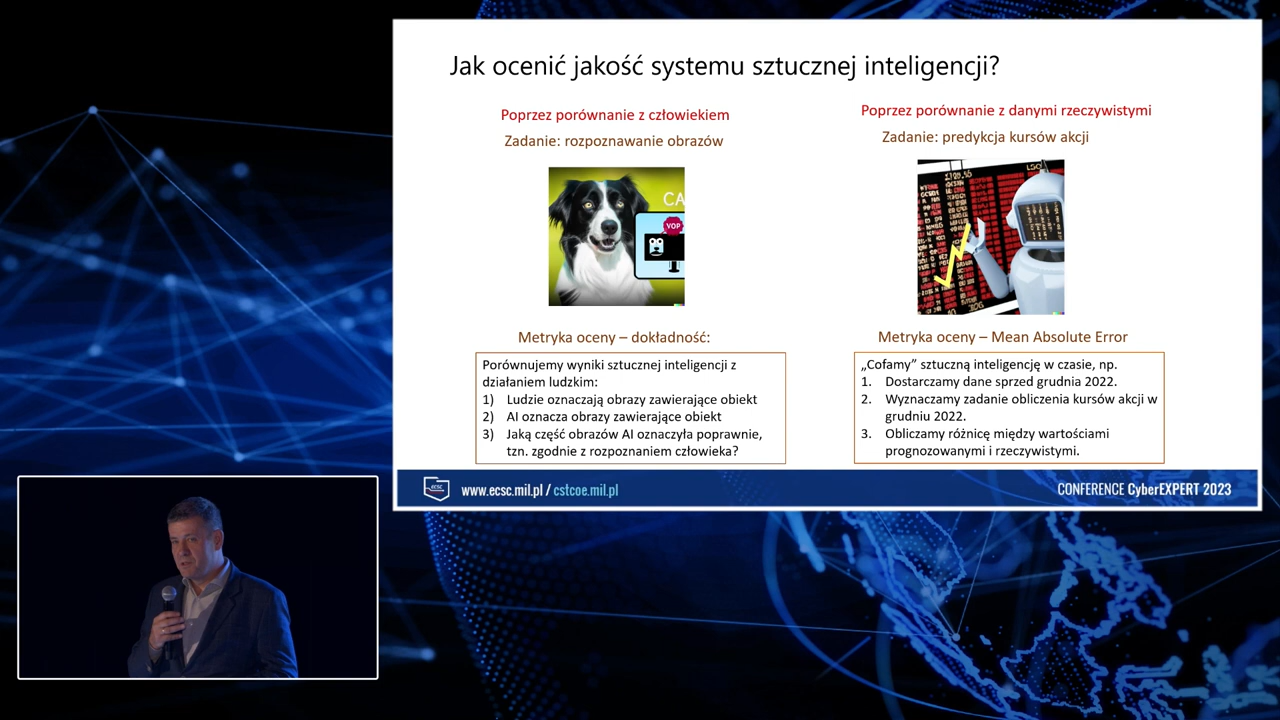 Jak ocenić jakość systemu sztucznej inteligencji?
Poprzez porównanie z człowiekiem
Zadanie: rozpoznawanie obrazów
CA
VOP
Metryka oceny – dokładność:
Porównujemy wyniki sztucznej inteligencji z
działaniem ludzkim:
1) Ludzie oznaczają obrazy zawierające obiekt
2) AI oznacza obrazy zawierające obiekt
3) Jaką część obrazów AI oznaczyła poprawnie,
tzn. zgodnie z rozpoznaniem człowieka?
Poprzez porównanie z danymi rzeczywistymi
Zadanie: predykcja kursów akcji
Metryka oceny – Mean Absolute Error
„Cofamy” sztuczną inteligencję w czasie, np.
1. Dostarczamy dane sprzed grudnia 2022.
2. Wyznaczamy zadanie obliczenia kursów akcji w
grudniu 2022.
3. Obliczamy różnicę między wartościami
prognozowanymi i rzeczywistymi.
ecsc
www.ecsc.mil.pl / cstcoe.mil.pl
CONFERENCE CyberEXPERT 2023